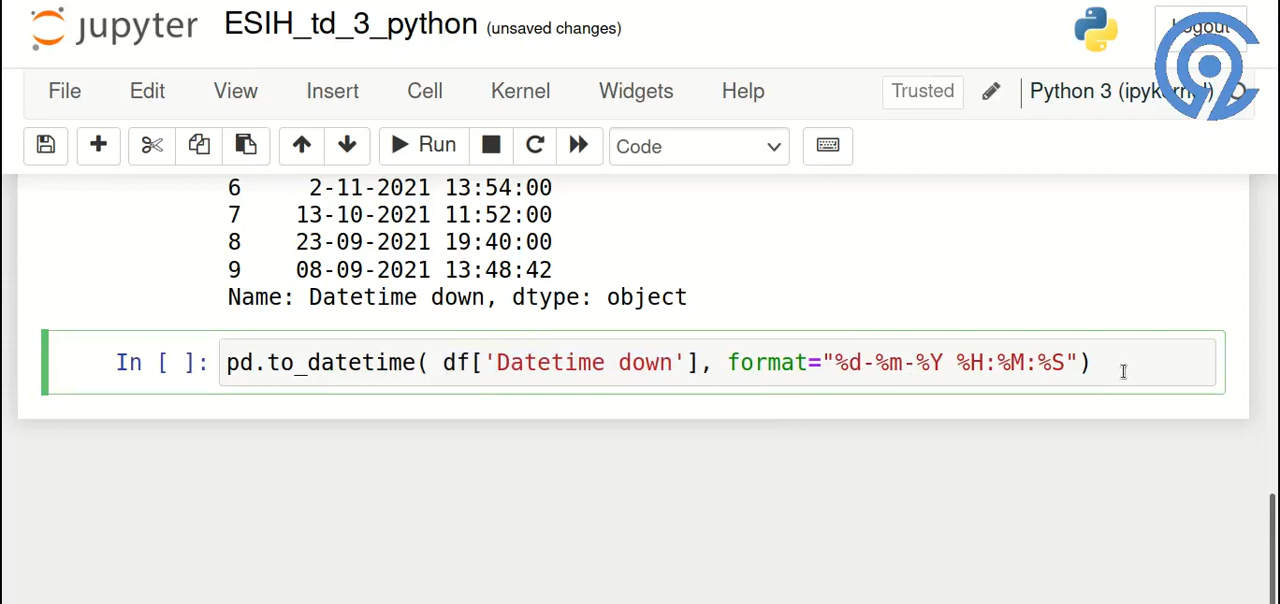 jupyter ESIH_td_3_python (unsaved changes) Logout
File Edit View Insert Cell Kernel Widgets Help Trusted Python 3 (ipykernel)
Run Code
6 2-11-2021 13:54:00
7 13-10-2021 11:52:00
8 23-09-2021 19:40:00
9 08-09-2021 13:48:42
Name: Datetime down, dtype: object
In [ ]: pd.to_datetime( df['Datetime down'], format="%d-%m-%Y %H:%M:%S")